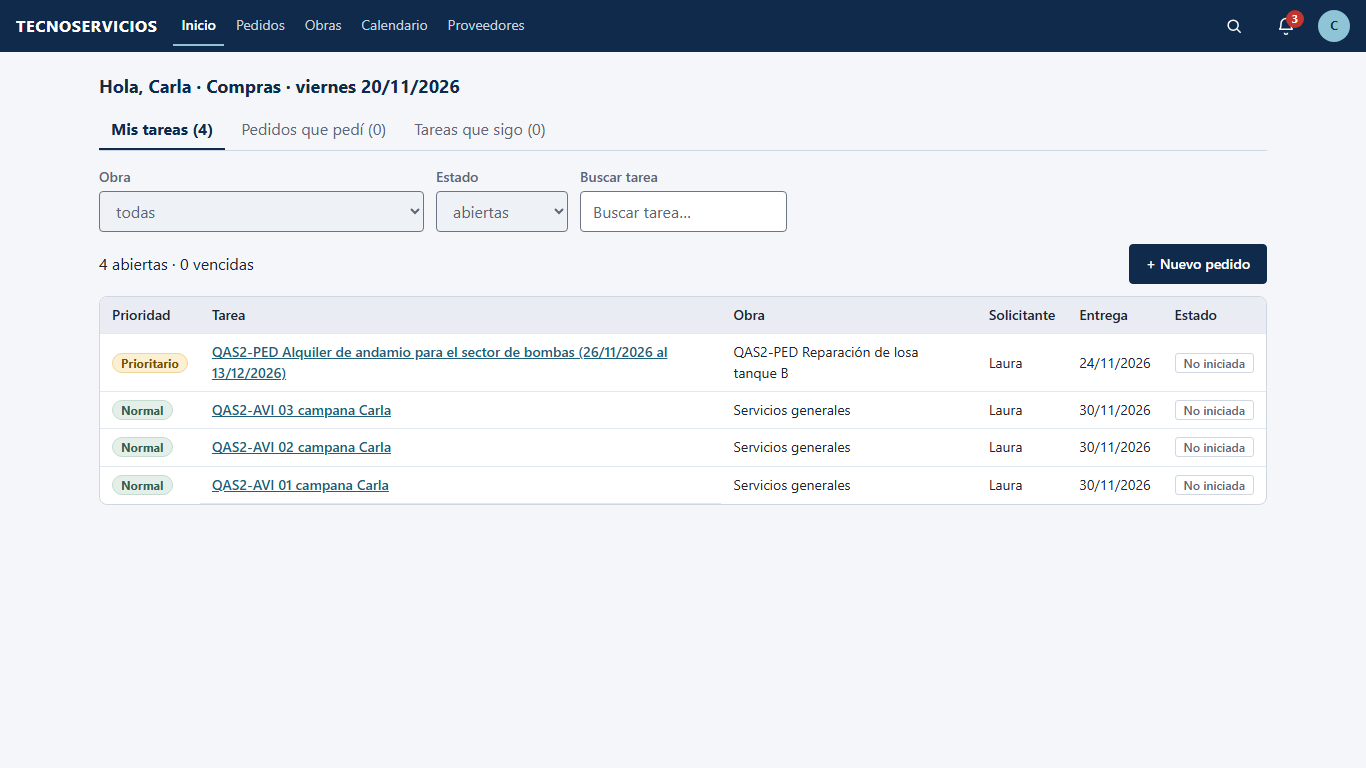 TECNOSERVICIOS Inicio Pedidos Obras Calendario Proveedores 3 C
Hola, Carla · Compras · viernes 20/11/2026
Mis tareas (4) Pedidos que pedí (0) Tareas que sigo (0)
Obra Estado Buscar tarea
todas abiertas Buscar tarea...
4 abiertas · 0 vencidas + Nuevo pedido
Prioridad Tarea Obra Solicitante Entrega Estado
Prioritario QAS2-PED Alquiler de andamio para el sector de bombas (26/11/2026 al 13/12/2026) QAS2-PED Reparación de losa tanque B Laura 24/11/2026 No iniciada
Normal QAS2-AVI 03 campana Carla Servicios generales Laura 30/11/2026 No iniciada
Normal QAS2-AVI 02 campana Carla Servicios generales Laura 30/11/2026 No iniciada
Normal QAS2-AVI 01 campana Carla Servicios generales Laura 30/11/2026 No iniciada